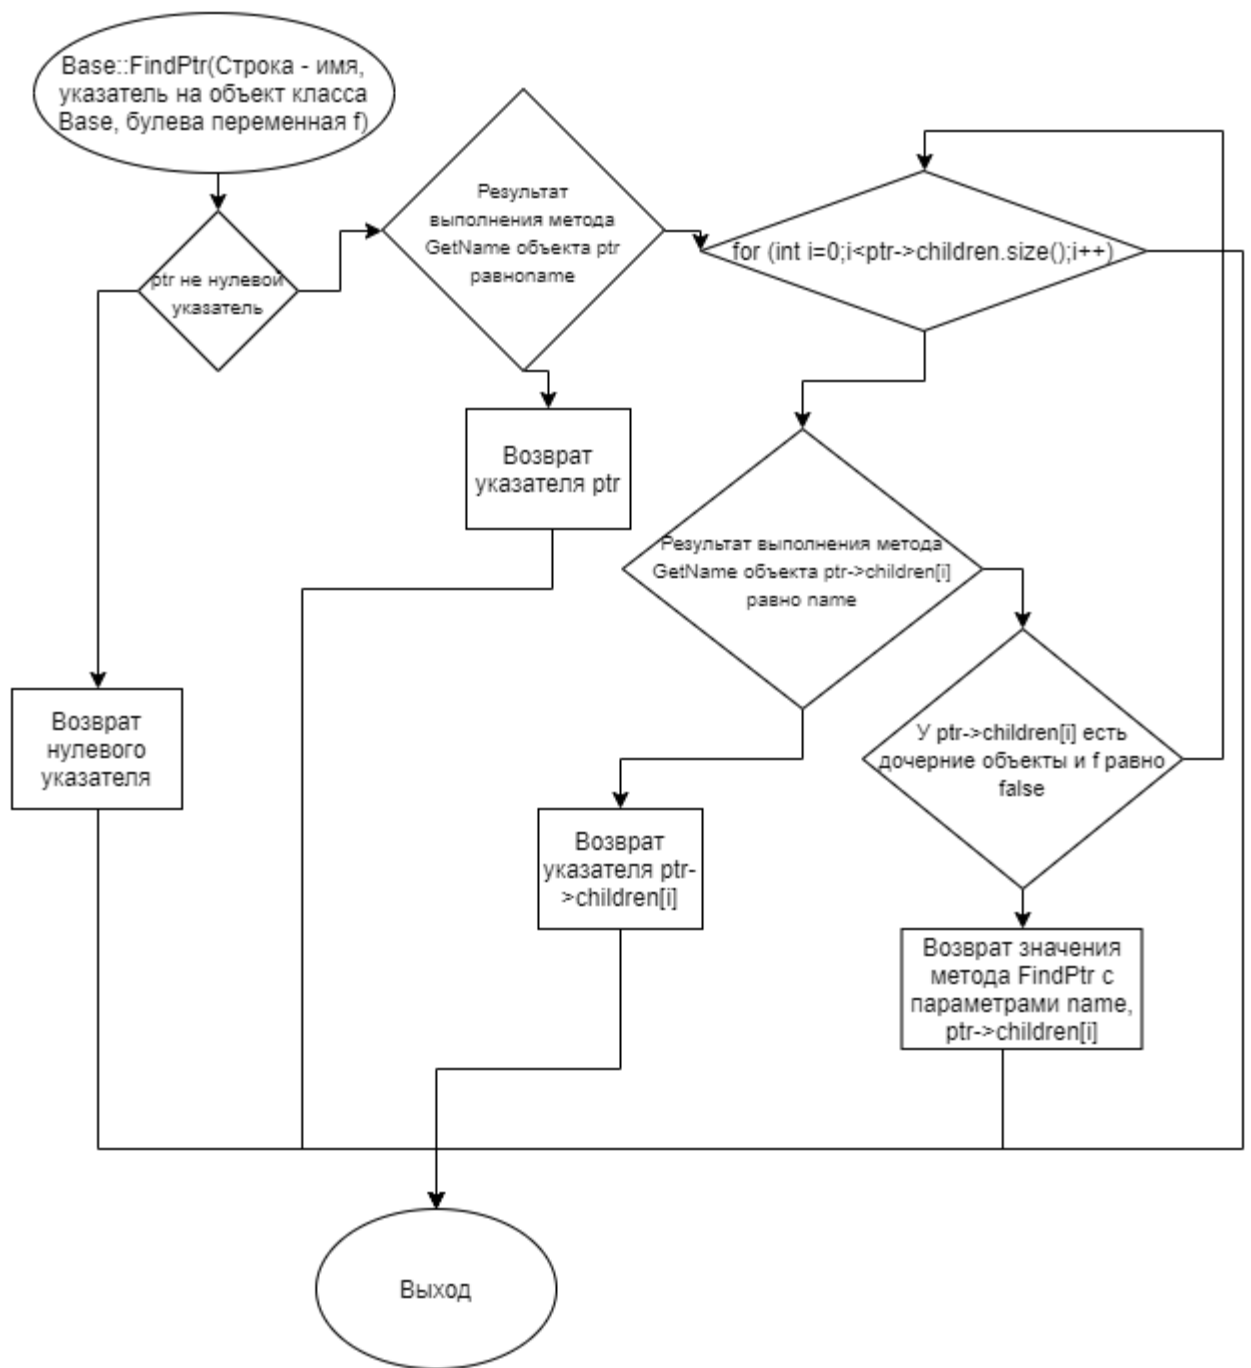 Base::FindPtr(Строка - имя,
указатель на объект класса
Base, булева переменная f)
ptr не нулевой
указатель
Результат
выполнения метода
GetName объекта ptr
равноname
for (int i=0;i<ptr->children.size();i++)
Возврат
указателя ptr
Результат выполнения метода
GetName объекта ptr->children[i]
равно name
Возврат
нулевого
указателя
У ptr->children[i] есть
дочерние объекты и f равно
false
Возврат
указателя ptr-
>children[i]
Возврат значения
метода FindPtr с
параметрами name,
ptr->children[i]
Выход